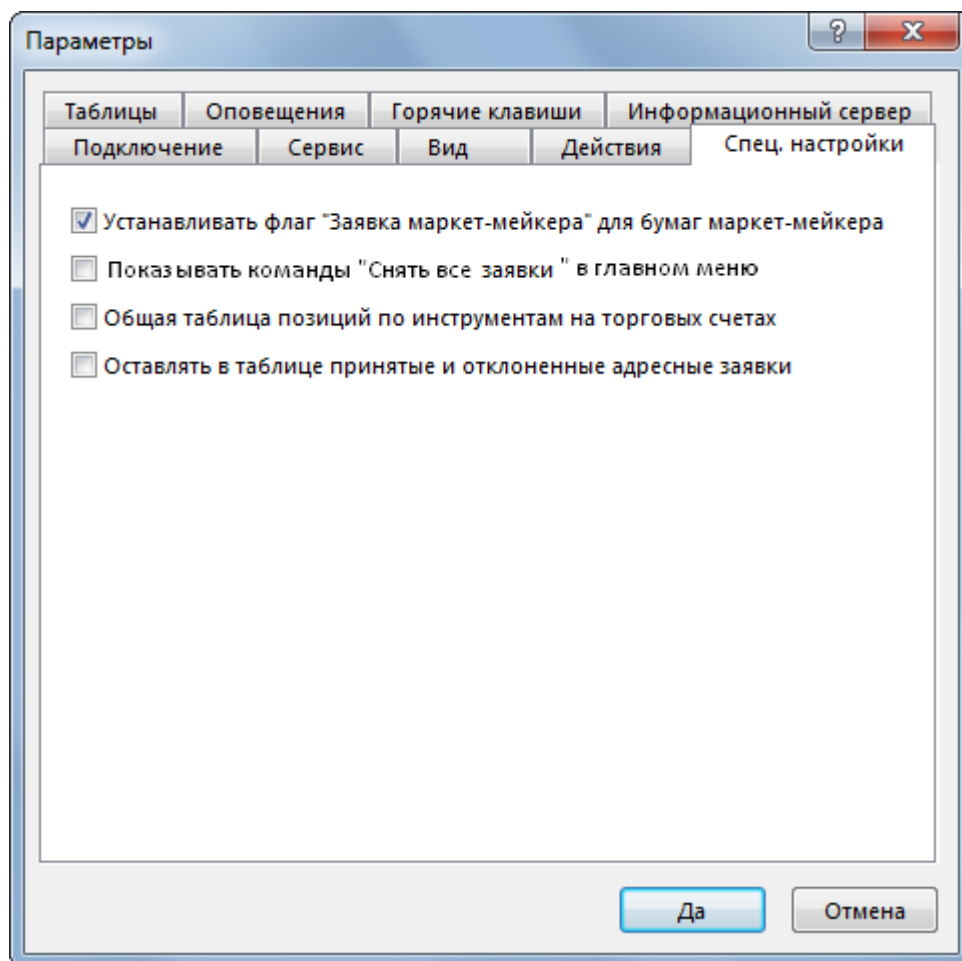 Параметры
Таблицы Оповещения Горячие клавиши Информационный сервер
Подключение Сервис Вид Действия Спец. настройки
Устанавливать флаг "Заявка маркет-мейкера" для бумаг маркет-мейкера
Показывать команды "Снять все заявки " в главном меню
Общая таблица позиций по инструментам на торговых счетах
Оставлять в таблице принятые и отклоненные адресные заявки
Да Отмена